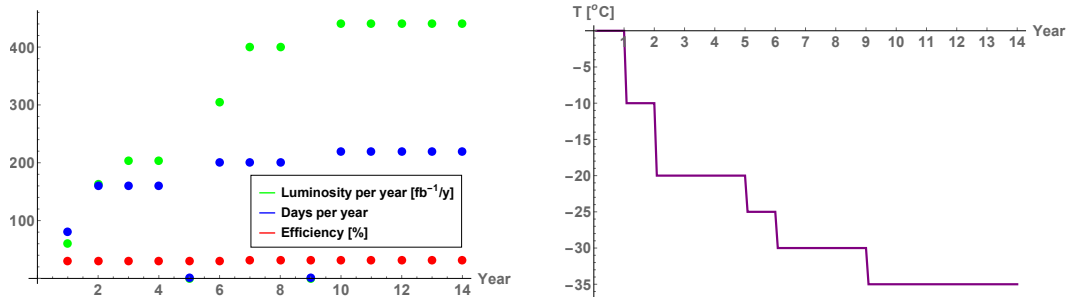 400
300
200
100
Luminosity per year [fb⁻¹/y]
Days per year
Efficiency [%]
2 4 6 8 10 12 14 Year
T [°C]
1 2 3 4 5 6 7 8 9 10 11 12 13 14 Year
−5
−10
−15
−20
−25
−30
−35